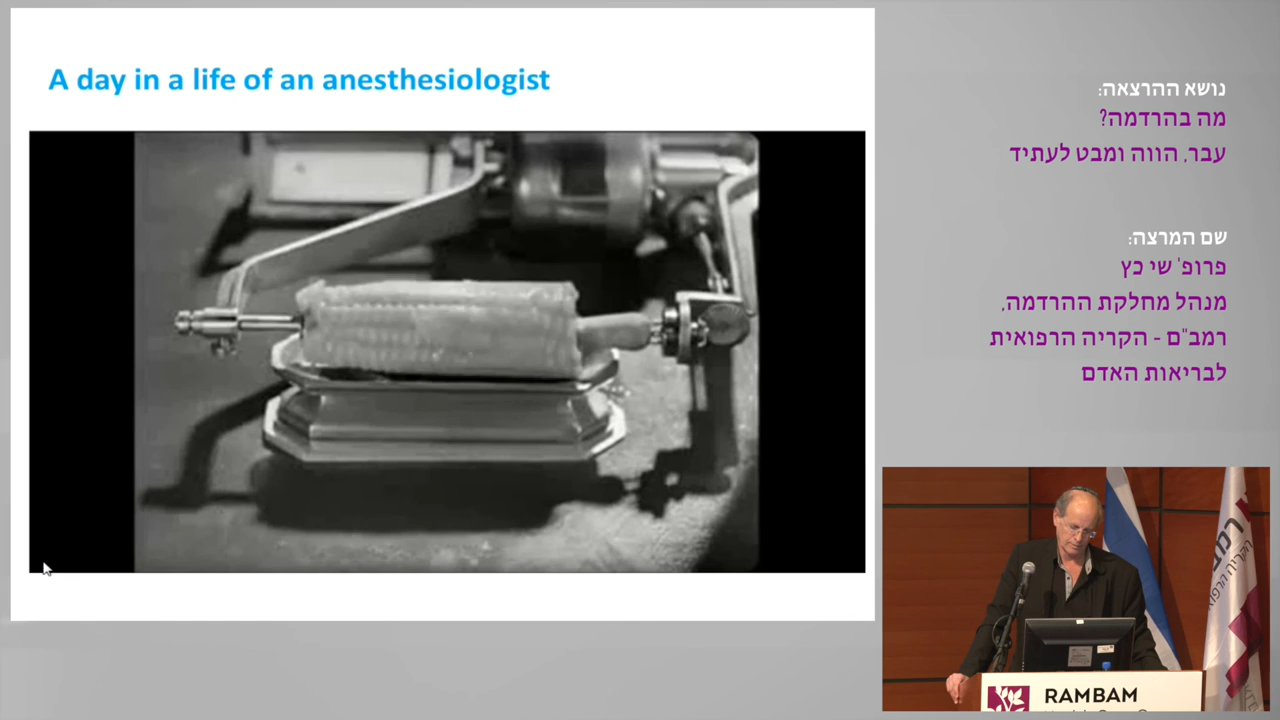 A day in a life of an anesthesiologist
נושא ההרצאה:
מה בהרדמה?
עבר, הווה ומבט לעתיד
שם המרצה:
פרופ' שי כץ
מנהל מחלקת ההרדמה,
רמב"ם - הקריה הרפואית
לבריאות האדם
RAMBAM